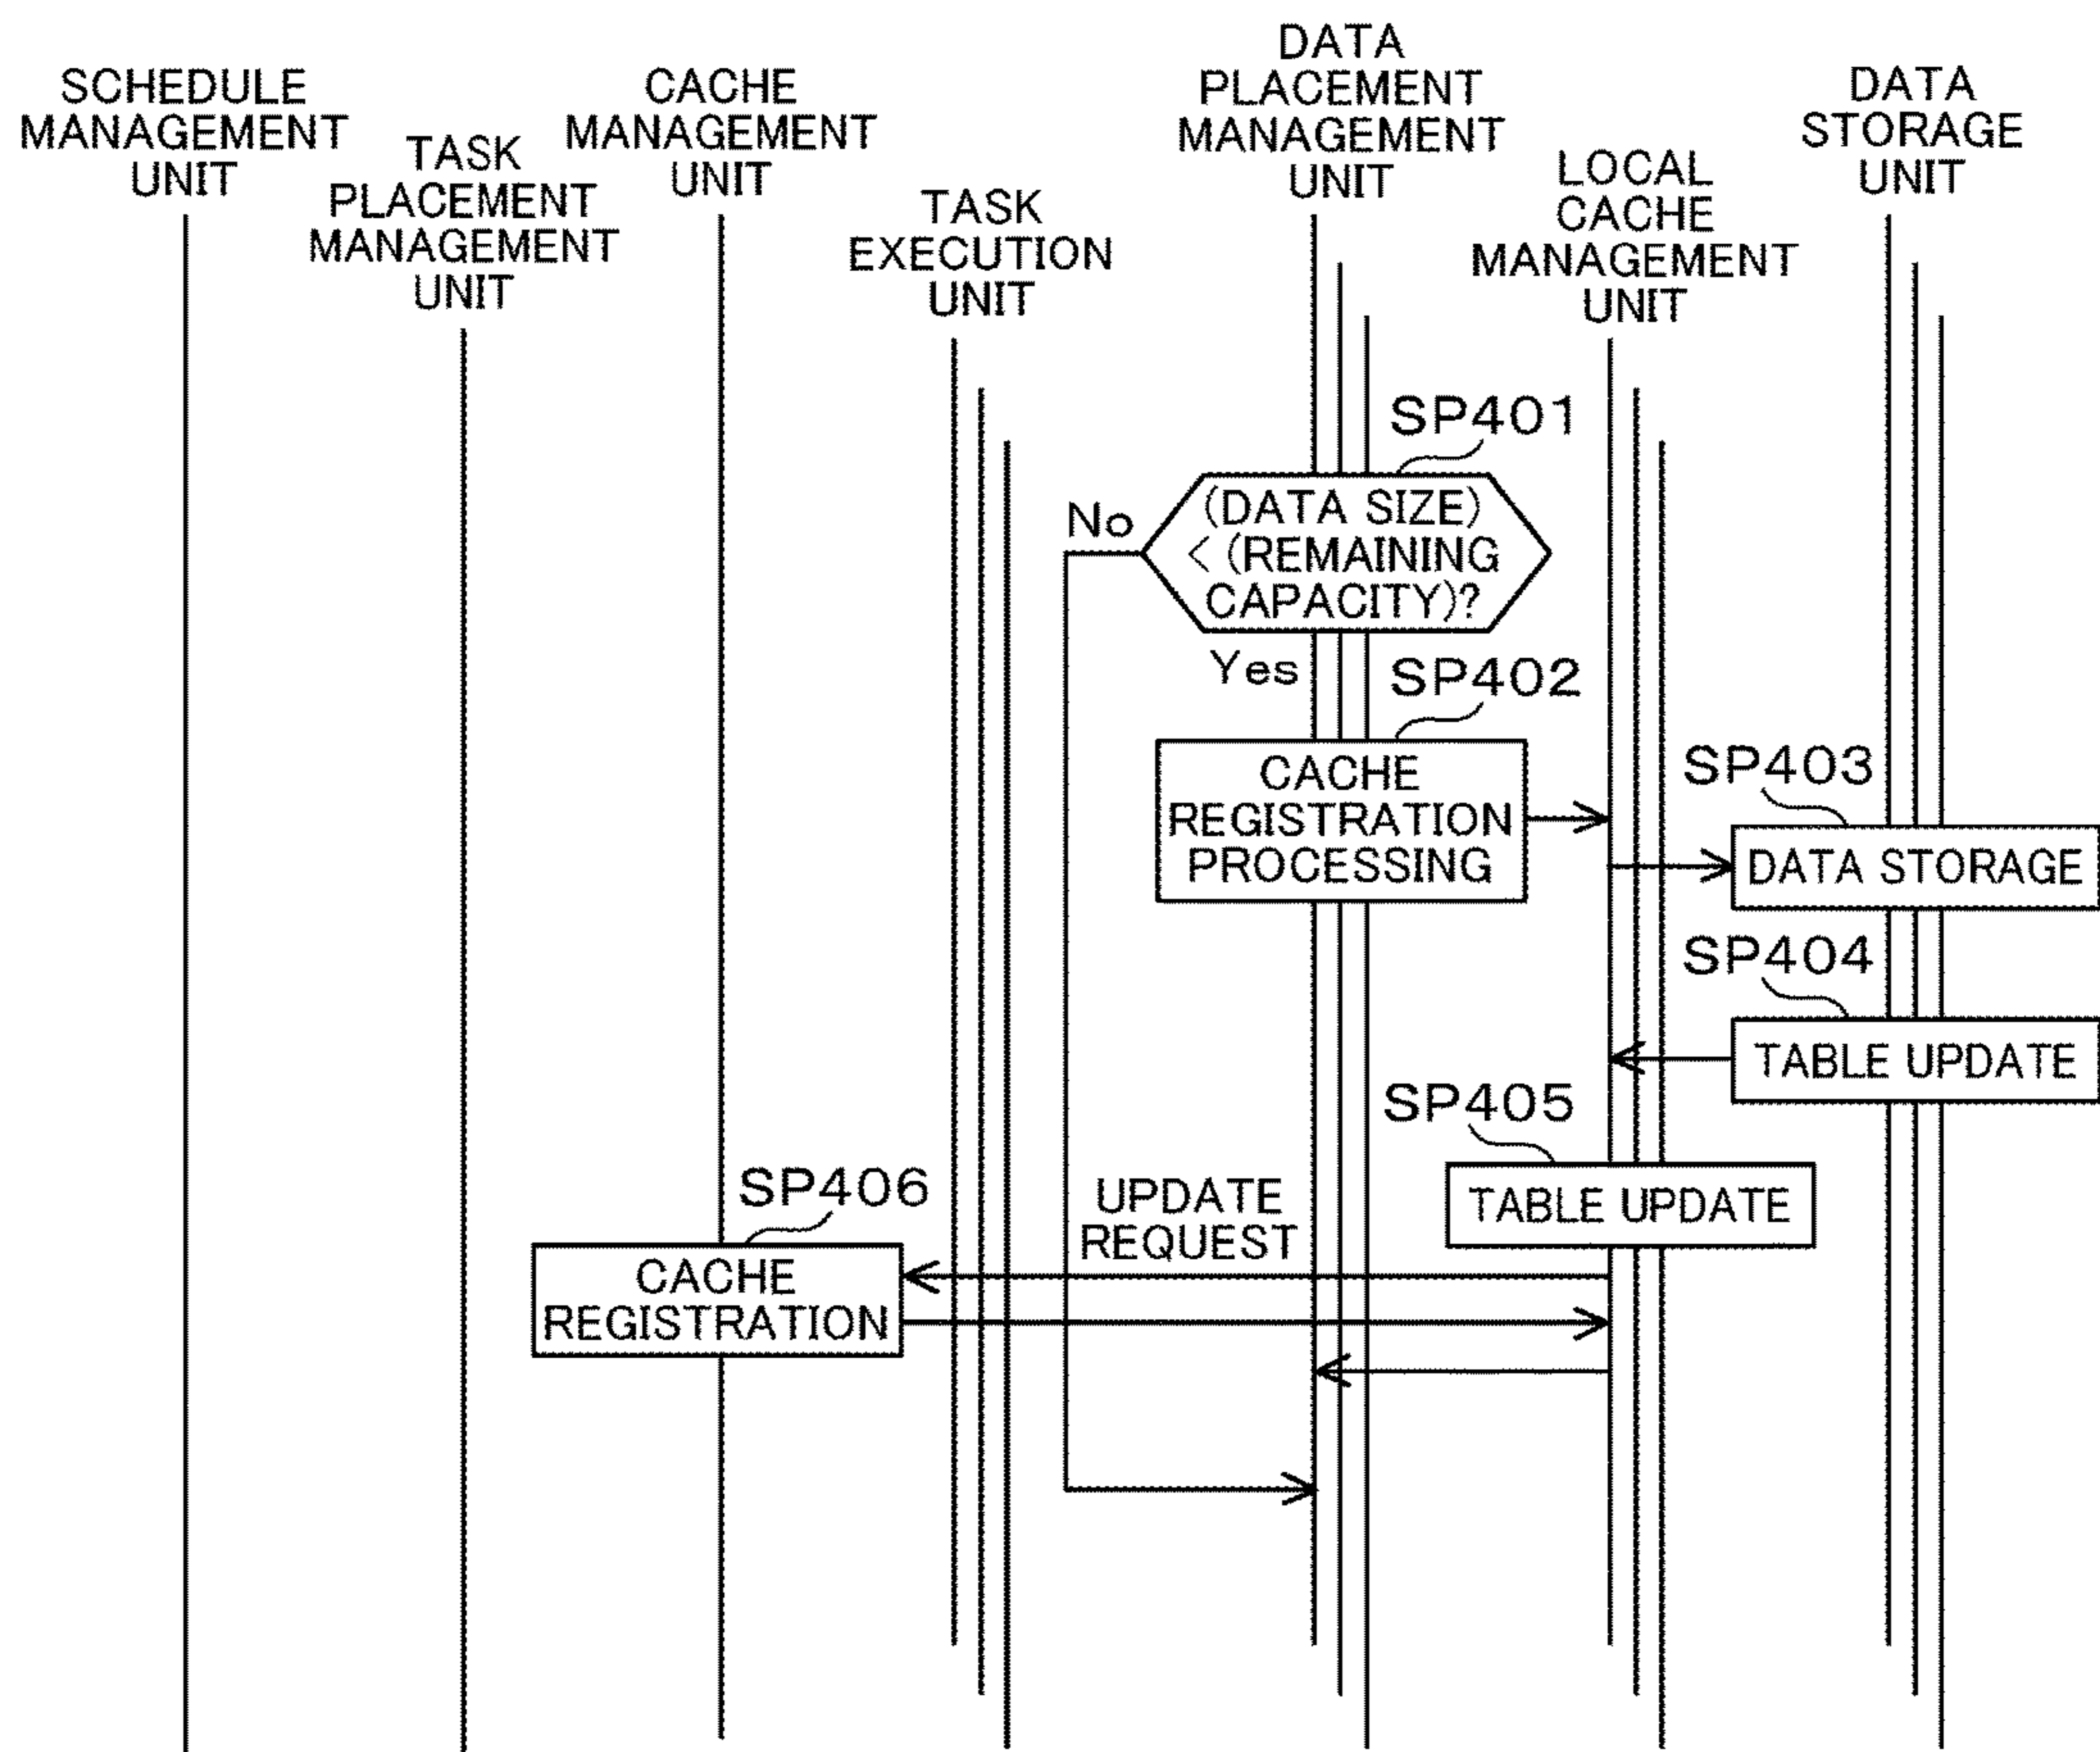 SCHEDULE
MANAGEMENT
UNIT
TASK
PLACEMENT
MANAGEMENT
UNIT
CACHE
MANAGEMENT
UNIT
TASK
EXECUTION
UNIT
DATA
PLACEMENT
MANAGEMENT
UNIT
LOCAL
CACHE
MANAGEMENT
UNIT
DATA
STORAGE
UNIT
SP401
No
(DATA SIZE)
< (REMAINING
CAPACITY)?
Yes
SP402
CACHE
REGISTRATION
PROCESSING
SP403
DATA STORAGE
SP404
TABLE UPDATE
SP405
TABLE UPDATE
SP406
UPDATE
REQUEST
CACHE
REGISTRATION